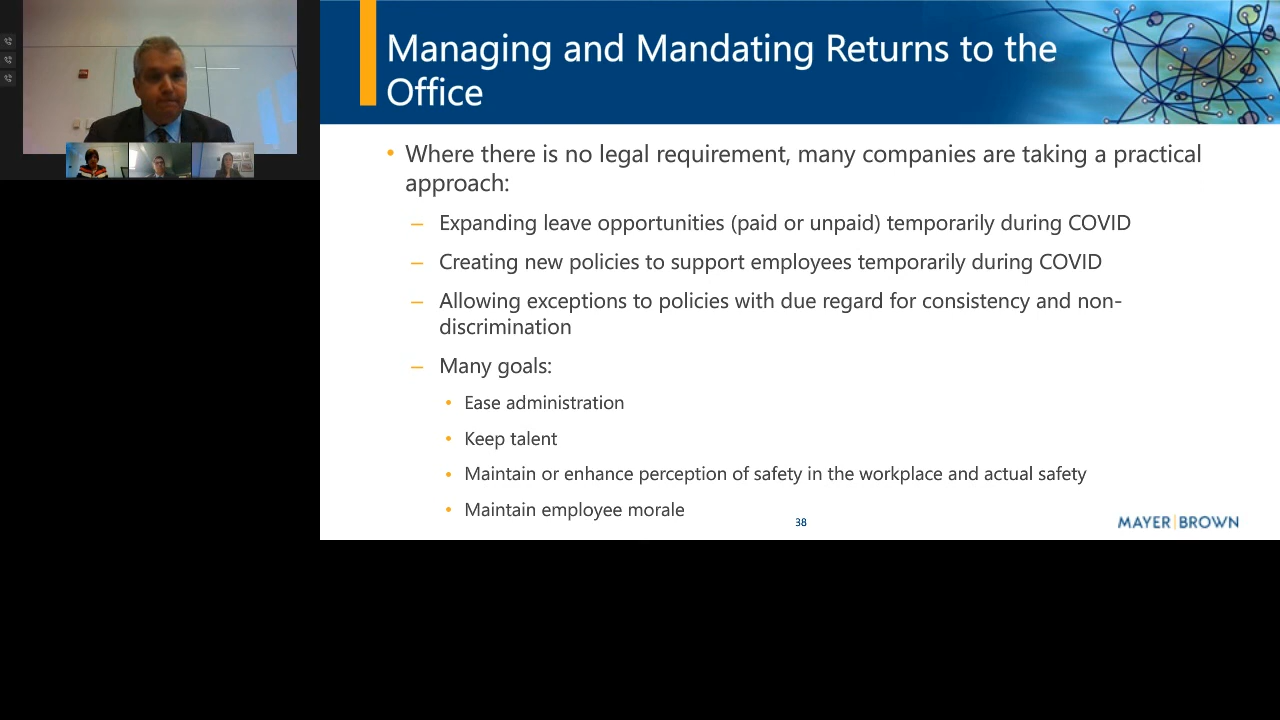 Managing and Mandating Returns to the
Office
• Where there is no legal requirement, many companies are taking a practical
approach:
– Expanding leave opportunities (paid or unpaid) temporarily during COVID
– Creating new policies to support employees temporarily during COVID
– Allowing exceptions to policies with due regard for consistency and non-
discrimination
– Many goals:
• Ease administration
• Keep talent
• Maintain or enhance perception of safety in the workplace and actual safety
• Maintain employee morale
38
MAYER|BROWN